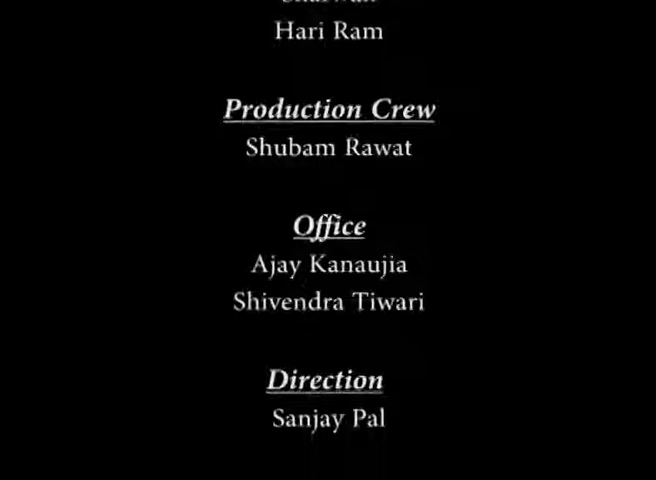 Hari Ram
Production Crew
Shubam Rawat
Office
Ajay Kanaujia
Shivendra Tiwari
Direction
Sanjay Pal